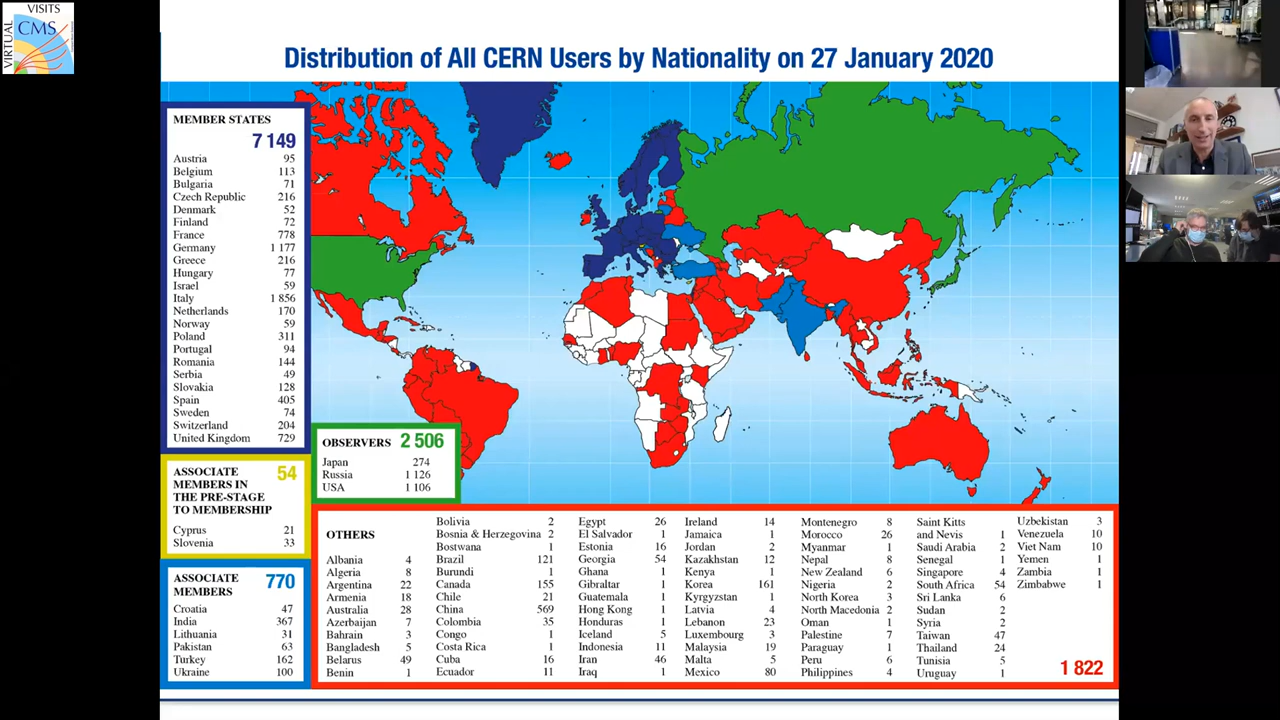 VIRTUAL
VISITS
CMS
Distribution of All CERN Users by Nationality on 27 January 2020
MEMBER STATES
7 149
Austria 95
Belgium 113
Bulgaria 71
Czech Republic 216
Denmark 52
Finland 72
France 778
Germany 1 177
Greece 216
Hungary 77
Israel 59
Italy 1 856
Netherlands 170
Norway 59
Poland 311
Portugal 94
Romania 144
Serbia 49
Slovakia 128
Spain 405
Sweden 74
Switzerland 204
United Kingdom 729
ASSOCIATE 54
MEMBERS IN
THE PRE-STAGE
TO MEMBERSHIP
Cyprus 21
Slovenia 33
ASSOCIATE 770
MEMBERS
Croatia 47
India 367
Lithuania 31
Pakistan 63
Turkey 162
Ukraine 100
OBSERVERS 2 506
Japan 274
Russia 1 126
USA 1 106
OTHERS
Albania 4
Algeria 8
Argentina 22
Armenia 18
Australia 28
Azerbaijan 7
Bahrain 3
Bangladesh 5
Belarus 49
Benin 1
Bolivia 2
Bosnia & Herzegovina 2
Bostwana 1
Brazil 121
Burundi 1
Canada 155
Chile 21
China 569
Colombia 35
Congo 1
Costa Rica 1
Cuba 16
Ecuador 11
Egypt 26
El Salvador 1
Estonia 16
Georgia 54
Ghana 1
Gibraltar 1
Guatemala 1
Hong Kong 1
Honduras 1
Iceland 5
Indonesia 11
Iran 46
Iraq 1
Ireland 14
Jamaica 1
Jordan 2
Kazakhstan 12
Kenya 1
Korea 161
Kyrgyzstan 1
Latvia 4
Lebanon 23
Luxembourg 3
Malaysia 19
Malta 5
Mexico 80
Montenegro 8
Morocco 26
Myanmar 1
Nepal 8
New Zealand 6
Nigeria 2
North Korea 3
North Macedonia 2
Oman 1
Palestine 7
Paraguay 1
Peru 6
Philippines 4
Saint Kitts
and Nevis 1
Saudi Arabia 2
Senegal 1
Singapore 4
South Africa 54
Sri Lanka 6
Sudan 2
Syria 2
Taiwan 47
Thailand 24
Tunisia 5
Uruguay 1
Uzbekistan 3
Venezuela 10
Viet Nam 10
Yemen 1
Zambia 1
Zimbabwe 1
1 822